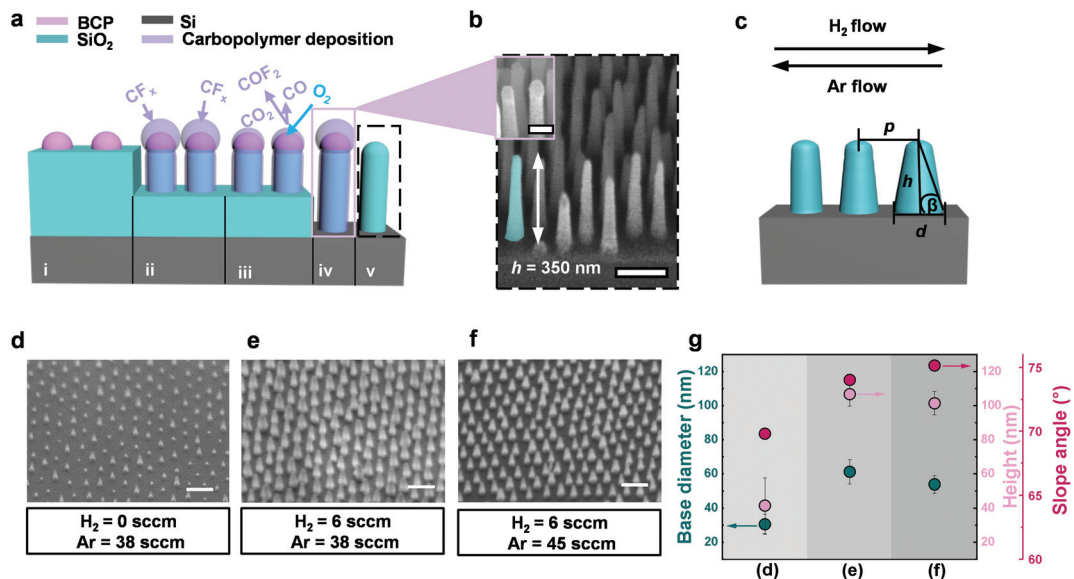 a
BCP
Si
SiO₂
Carbopolymer deposition
CFₓ
CFₓ
COF₂
CO₂
CO
O₂
i
ii
iii
iv
v
b
h = 350 nm
c
H₂ flow
Ar flow
p
h
β
d
d
H₂ = 0 sccm
Ar = 38 sccm
e
H₂ = 6 sccm
Ar = 38 sccm
f
H₂ = 6 sccm
Ar = 45 sccm
g
Base diameter (nm)
120
100
80
60
40
20
(d)
(e)
(f)
120
100
80
60
40
20
Height (nm)
75
70
65
60
Slope angle (°)